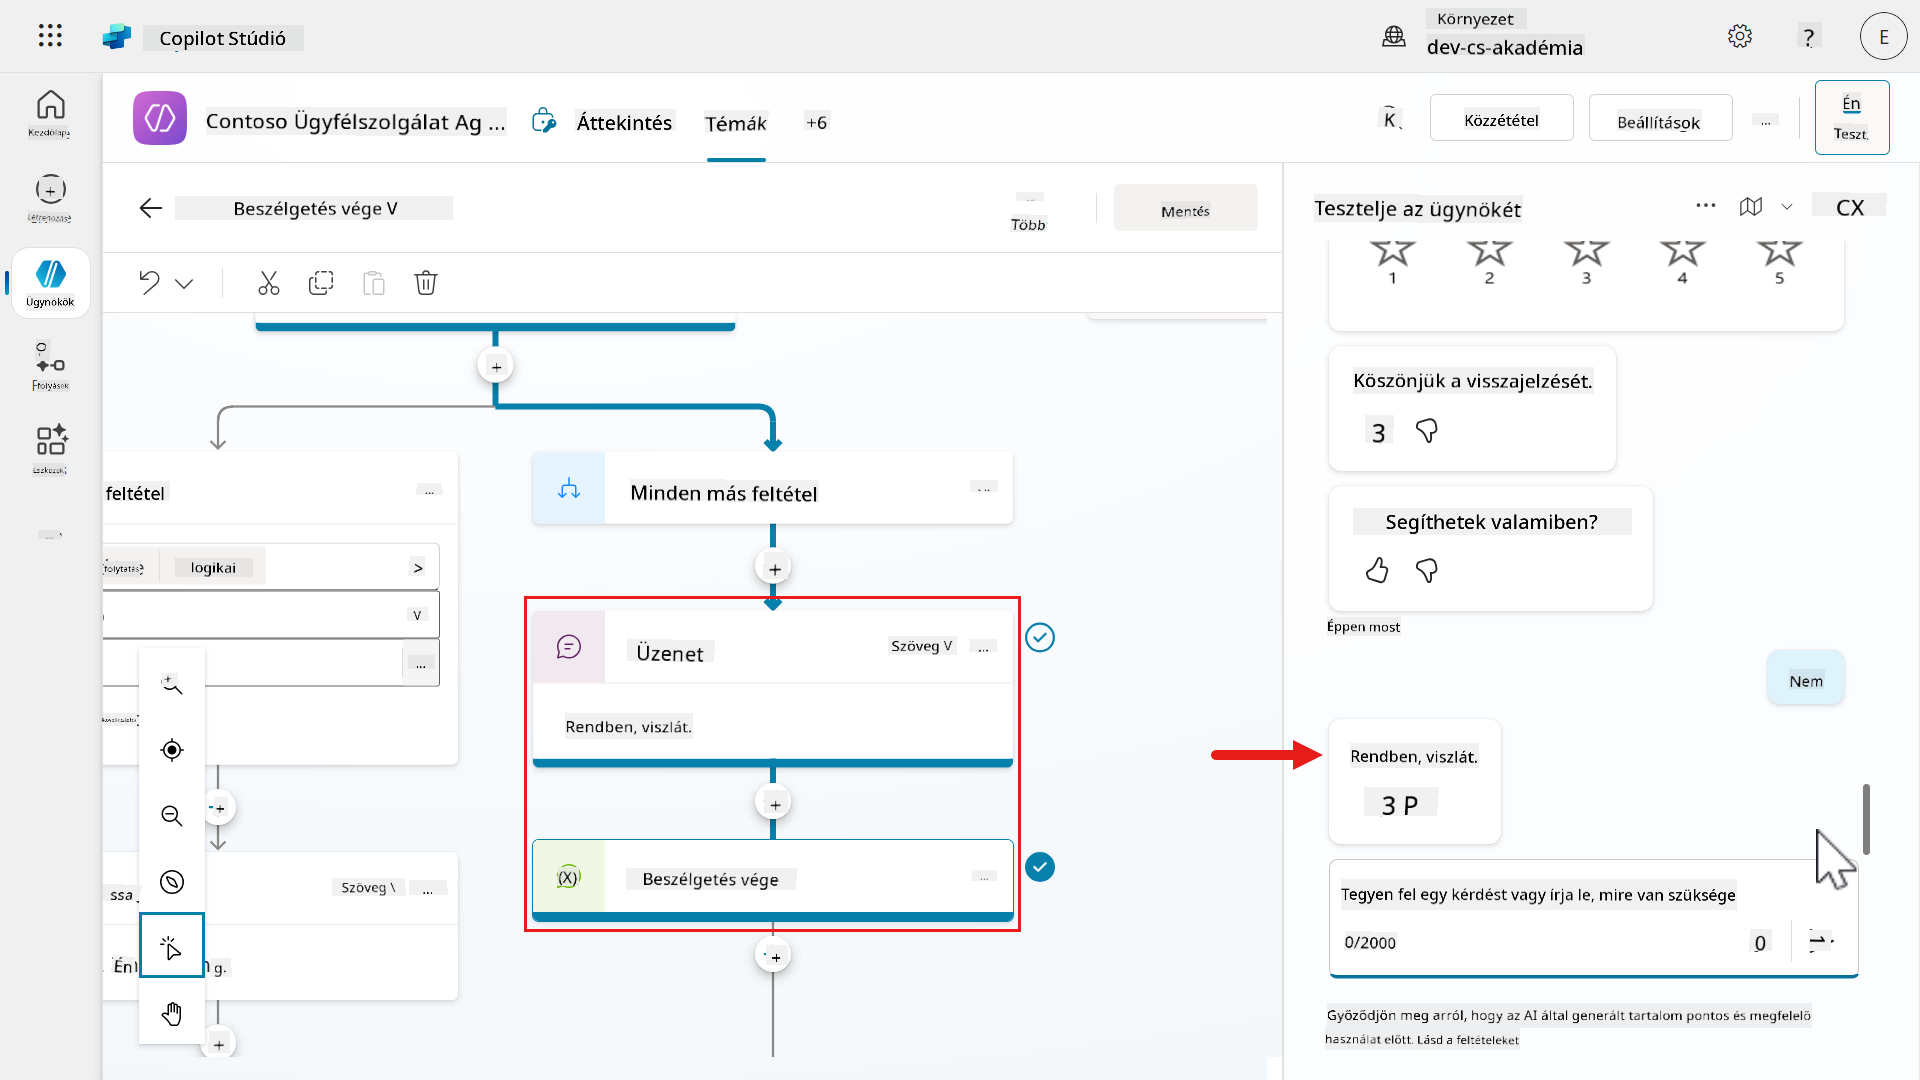 Copilot Stúdió
Környezet
dev-cs-akadémia
?
E
Kezdőlap
Létrehozás
Ügynökök
Eszközök
Contoso Ügyfélszolgálat Ag ...
Áttekintés
Témák
+6
K
Közzététel
Beállítások
...
Én
Teszt
Beszélgetés vége V
Több
Mentés
feltétel
...
logikai
>
V
...
Szöveg \
...
g.
Minden más feltétel
Üzenet
Szöveg V
...
Rendben, viszlát.
(X)
Beszélgetés vége
...
Tesztelje az ügynökét
...
CX
1
2
3
4
5
Köszönjük a visszajelzését.
3
Segíthetek valamiben?
Éppen most
Nem
Rendben, viszlát.
3 P
Tegyen fel egy kérdést vagy írja le, mire van szüksége
0/2000
0
Győződjön meg arról, hogy az AI által generált tartalom pontos és megfelelő
használat előtt. Lásd a feltételeket